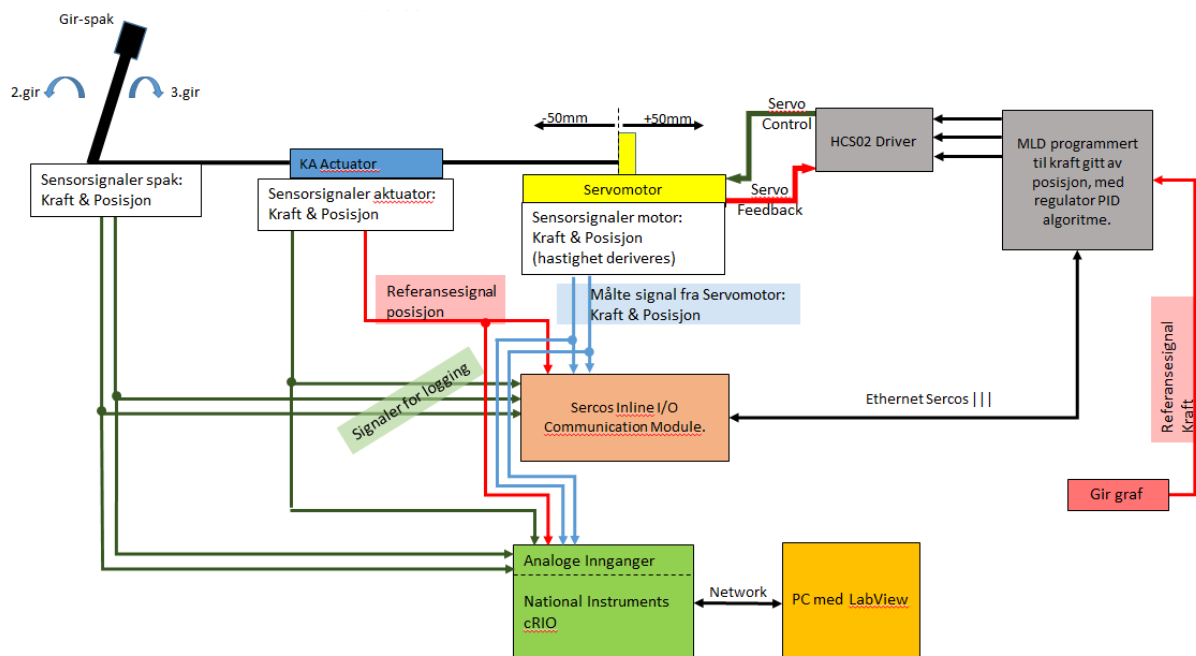 Gir-spak
2.gir
3.gir
-50mm
+50mm
Servo
Control
HCS02 Driver
MLD programmert
til kraft gitt av
posisjon, med
regulator PID
algoritme.
KA Actuator
Servomotor
Servo
Feedback
Sensorsignaler spak:
Kraft & Posisjon
Sensorsignaler aktuator:
Kraft & Posisjon
Sensorsignaler motor:
Kraft & Posisjon
(hastighet deriveres)
Referansesignal
posisjon
Målte signal fra Servomotor:
Kraft & Posisjon
Signaler for logging
Sercos Inline I/O
Communication Module.
Ethernet Sercos |||
Referansesignal
Kraft
Gir graf
Analoge Innganger
National Instruments
cRIO
Network
PC med LabView